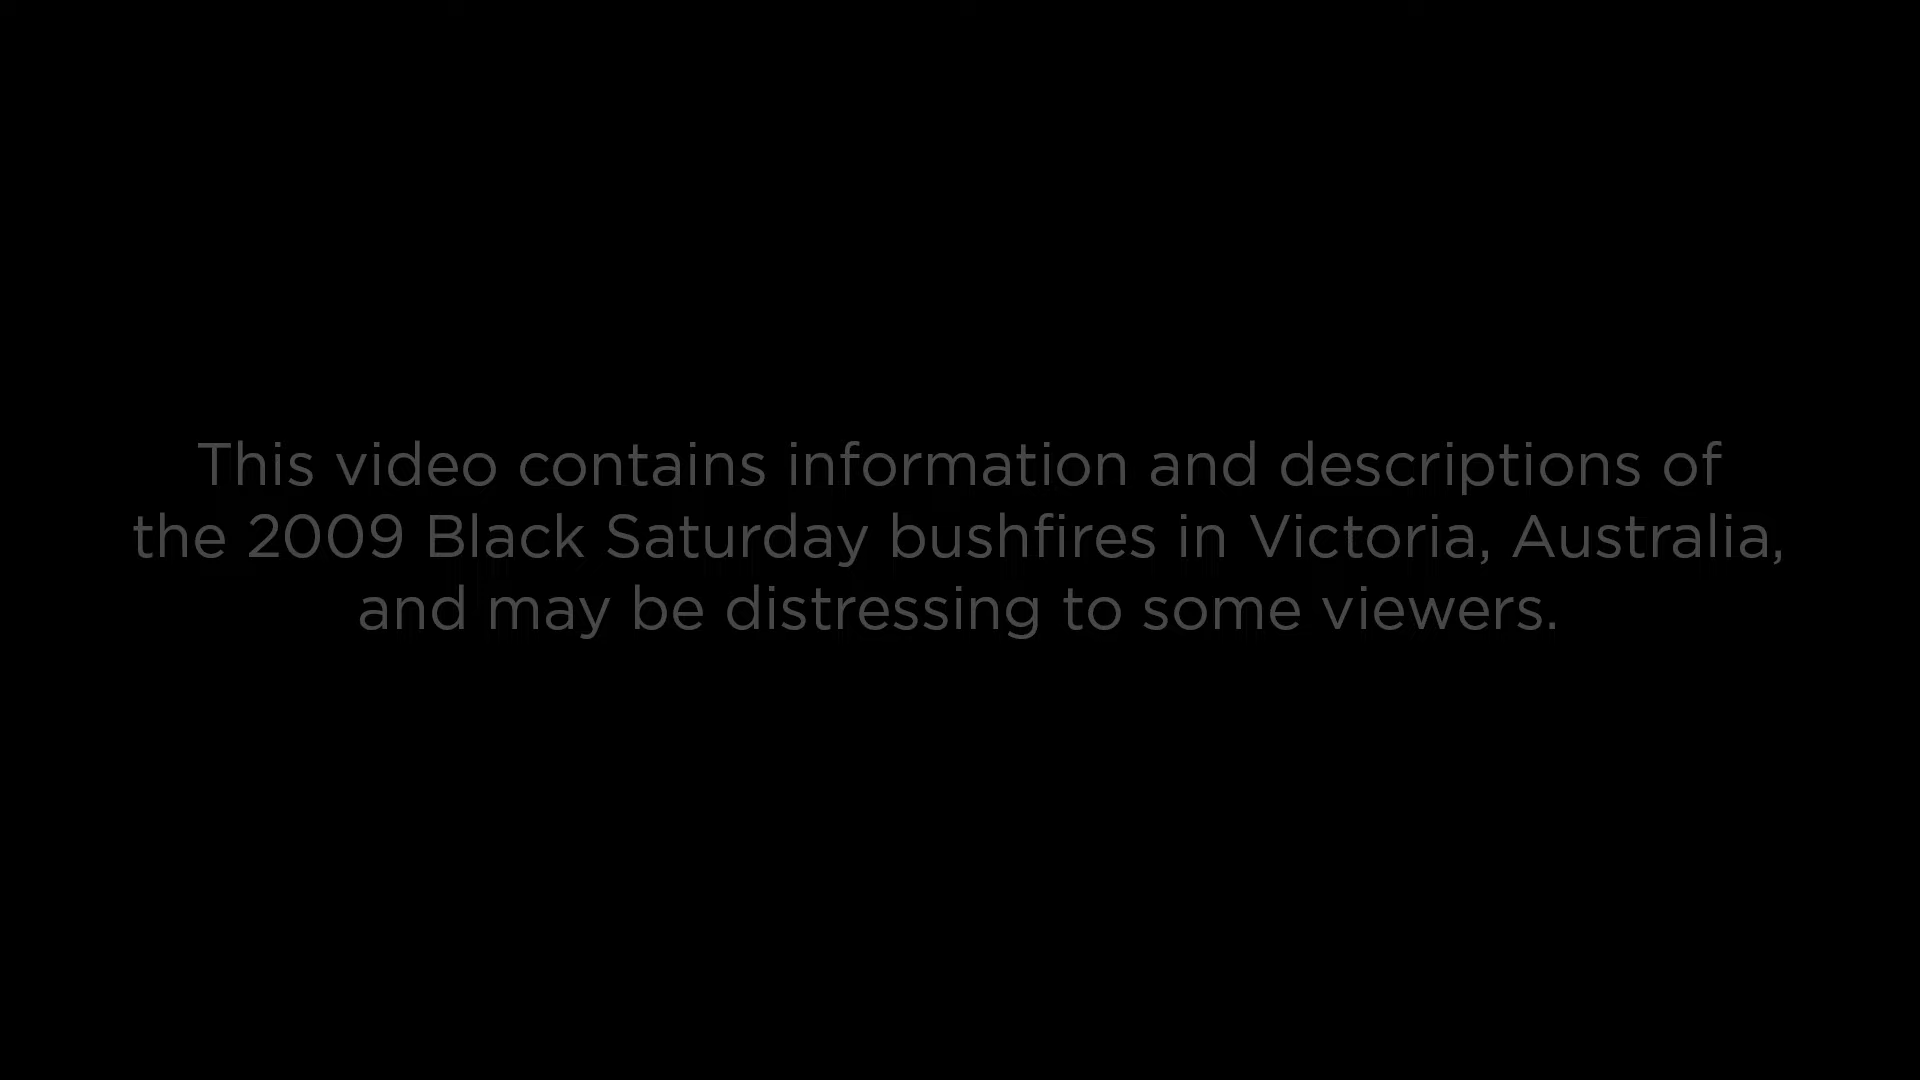 This video contains information and descriptions of
the 2009 Black Saturday bushfires in Victoria, Australia,
and may be distressing to some viewers.